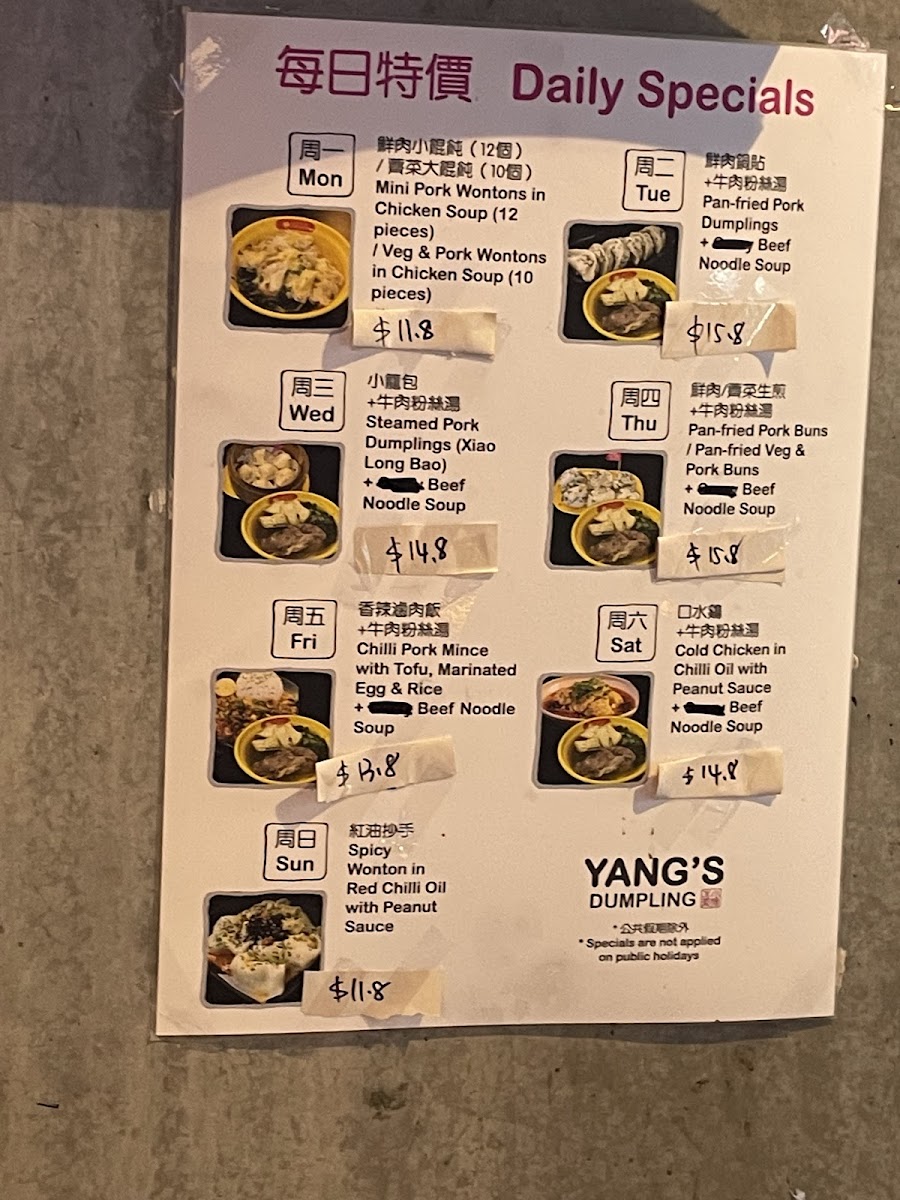 每日特價 Daily Specials
周一
Mon
鮮肉小餛飩（12個）
/ 薺菜大餛飩（10個）
Mini Pork Wontons in
Chicken Soup (12
pieces)
/ Veg & Pork Wontons
in Chicken Soup (10
pieces)
$11.8
周二
Tue
鮮肉鍋貼
+牛肉粉絲湯
Pan-fried Pork
Dumplings
+ Beef
Noodle Soup
$15.8
周三
Wed
小籠包
+牛肉粉絲湯
Steamed Pork
Dumplings (Xiao
Long Bao)
+ Beef
Noodle Soup
$14.8
周四
Thu
鮮肉/薺菜生煎
+牛肉粉絲湯
Pan-fried Pork Buns
/ Pan-fried Veg &
Pork Buns
+ Beef
Noodle Soup
$15.8
周五
Fri
香辣滷肉飯
+牛肉粉絲湯
Chilli Pork Mince
with Tofu, Marinated
Egg & Rice
+ Beef Noodle
Soup
$13.8
周六
Sat
口水雞
+牛肉粉絲湯
Cold Chicken in
Chilli Oil with
Peanut Sauce
+ Beef
Noodle Soup
$14.8
周日
Sun
紅油抄手
Spicy
Wonton in
Red Chilli Oil
with Peanut
Sauce
$11.8
YANG'S
DUMPLING
* 公共假期除外
* Specials are not applied
on public holidays